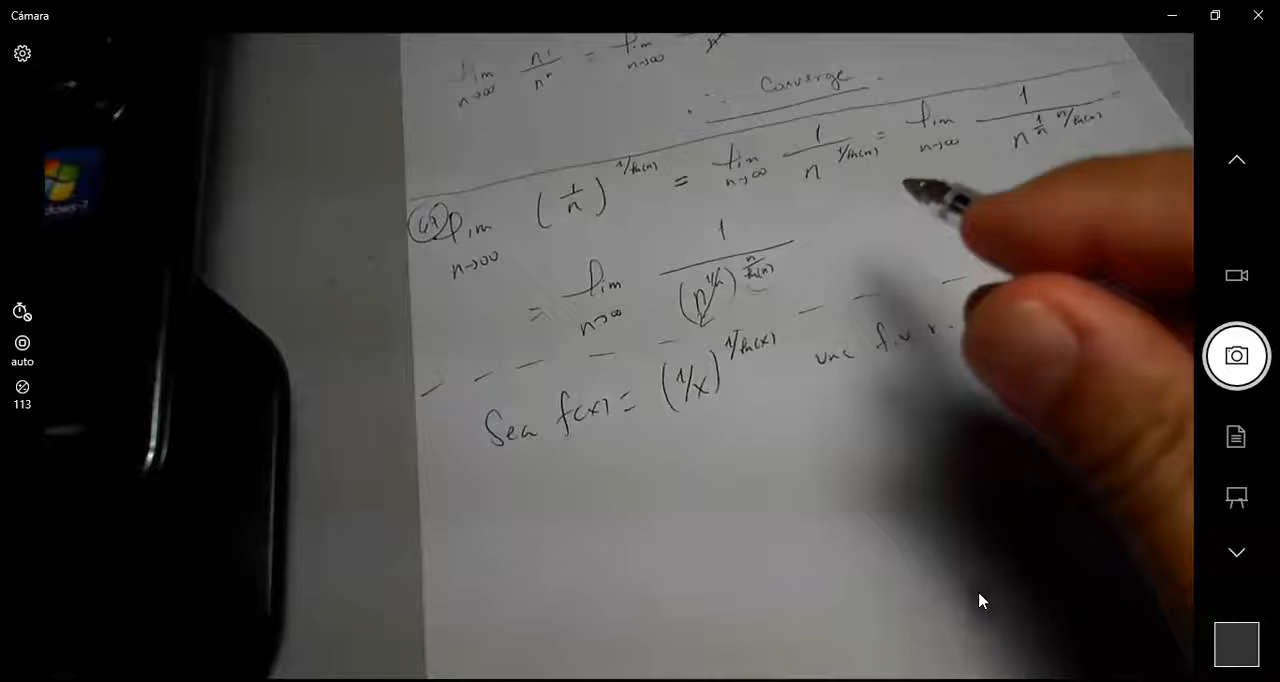 Cámara
lim n→∞ n!/nⁿ = lim n→∞
∴ Converge
lim n→∞ (1/n)^(1/ln(n)) = lim n→∞ 1/n^(1/ln(n)) = lim n→∞ 1/n^(1/n · n/ln(n)) =
= lim n→∞ 1/(n^(1/n))^(n/ln(n))
Sea f(x) = (1/x)^(1/ln(x)) una f.v.r.
auto
113